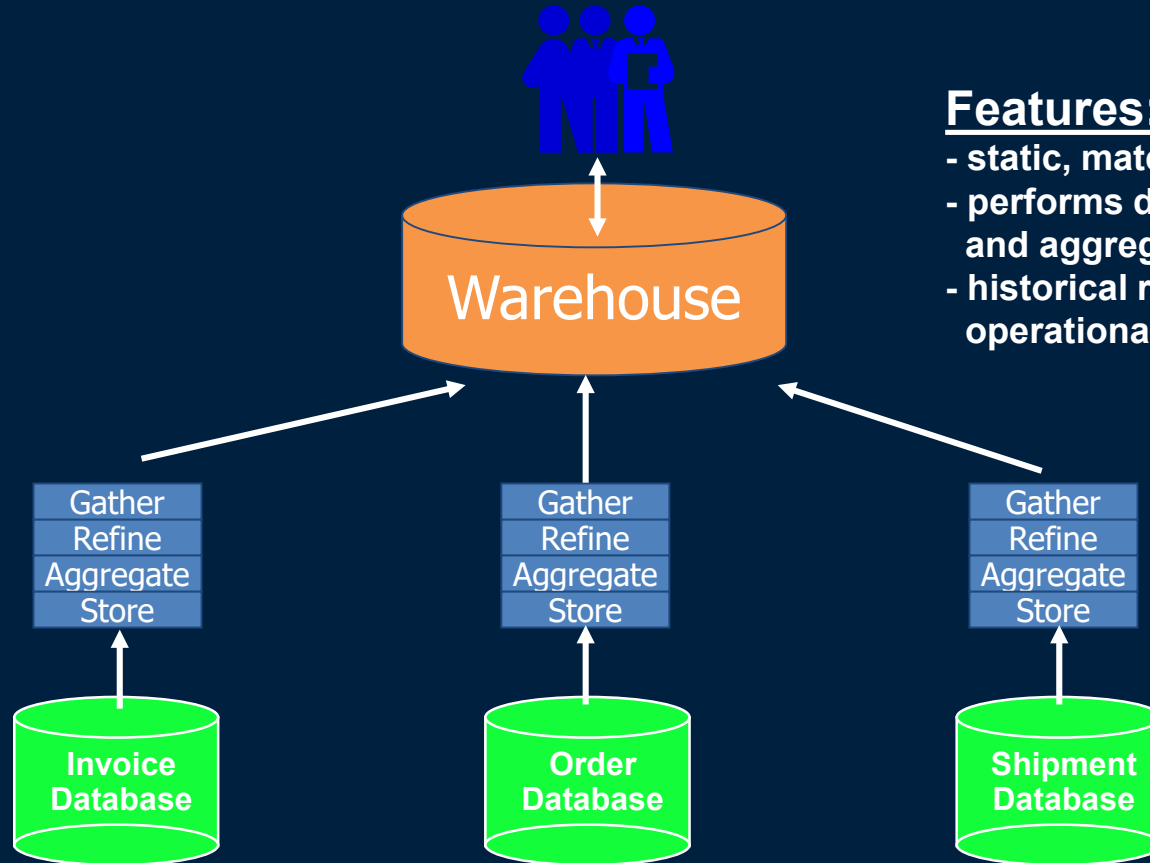 Features:
- static, mat
- performs d
and aggreg
- historical r
operationa
Warehouse
Gather
Refine
Aggregate
Store
Gather
Refine
Aggregate
Store
Gather
Refine
Aggregate
Store
Invoice
Database
Order
Database
Shipment
Database